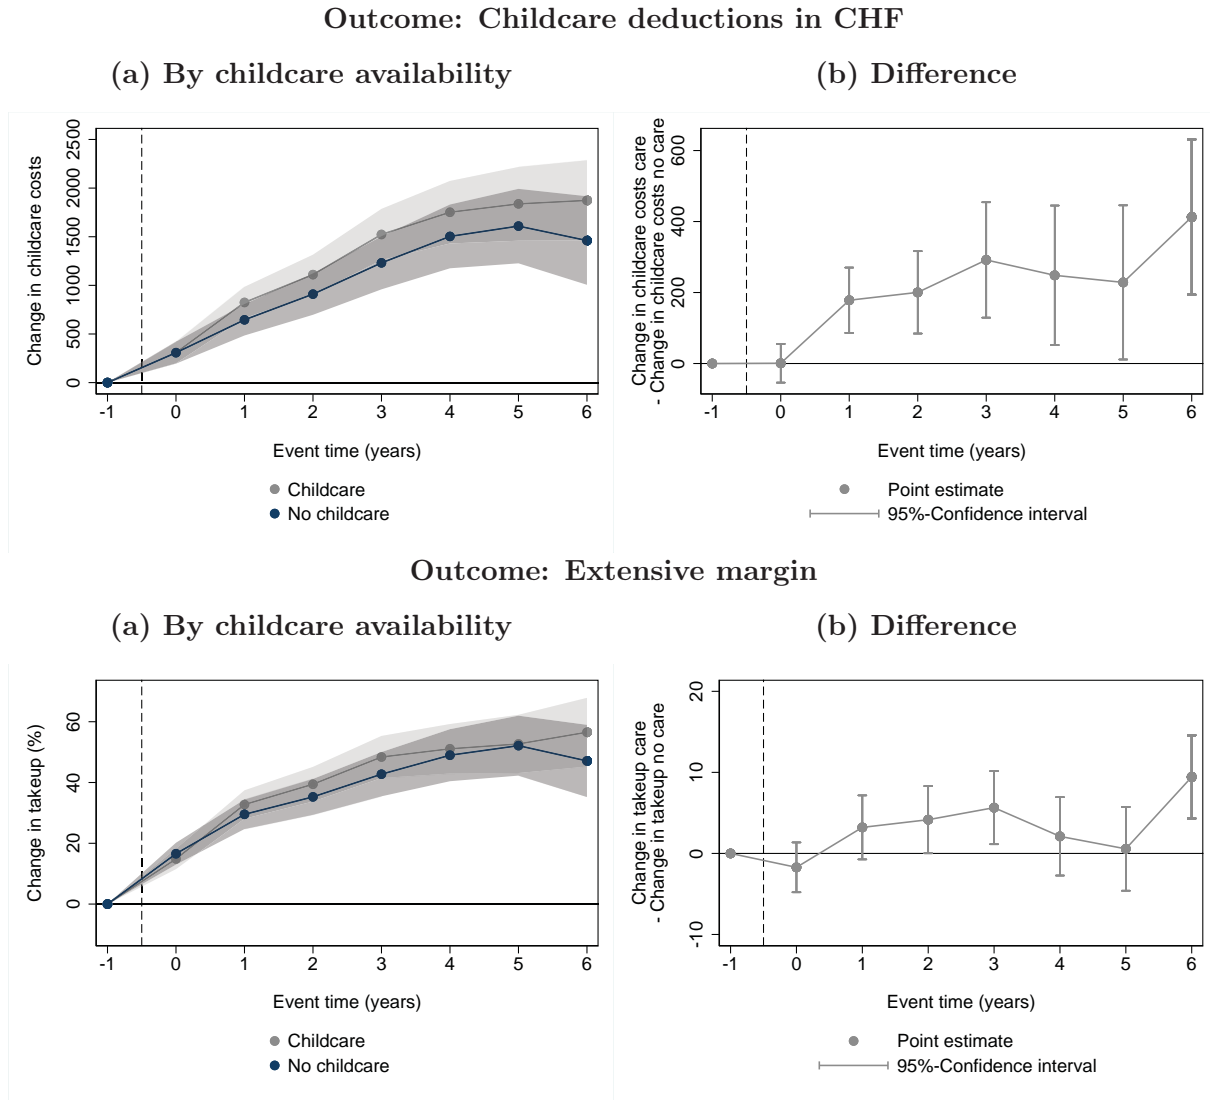 Outcome: Childcare deductions in CHF
(a) By childcare availability
(b) Difference
Change in childcare costs
0
500
1000
1500
2000
2500
-1
0
1
2
3
4
5
6
Event time (years)
Childcare
No childcare
Change in childcare costs care
- Change in childcare costs no care
0
200
400
600
-1
0
1
2
3
4
5
6
Event time (years)
Point estimate
95%-Confidence interval
Outcome: Extensive margin
(a) By childcare availability
(b) Difference
Change in takeup (%)
0
20
40
60
-1
0
1
2
3
4
5
6
Event time (years)
Childcare
No childcare
Change in takeup care
- Change in takeup no care
-10
0
10
20
-1
0
1
2
3
4
5
6
Event time (years)
Point estimate
95%-Confidence interval